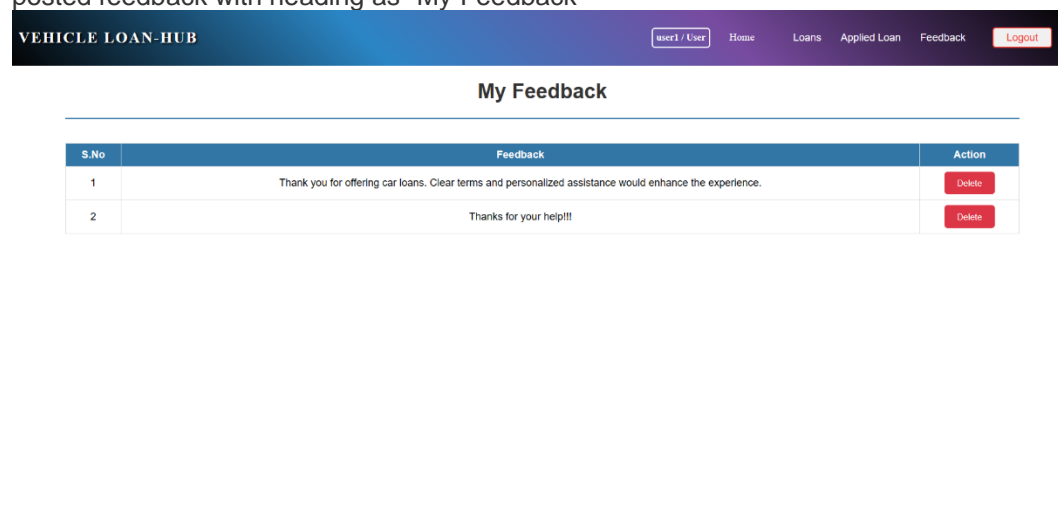 posted feedback with heading as "My Feedback"
VEHICLE LOAN-HUB user1 / User Home Loans Applied Loan Feedback Logout
My Feedback
S.No Feedback Action
1 Thank you for offering car loans. Clear terms and personalized assistance would enhance the experience. Delete
2 Thanks for your help!!! Delete